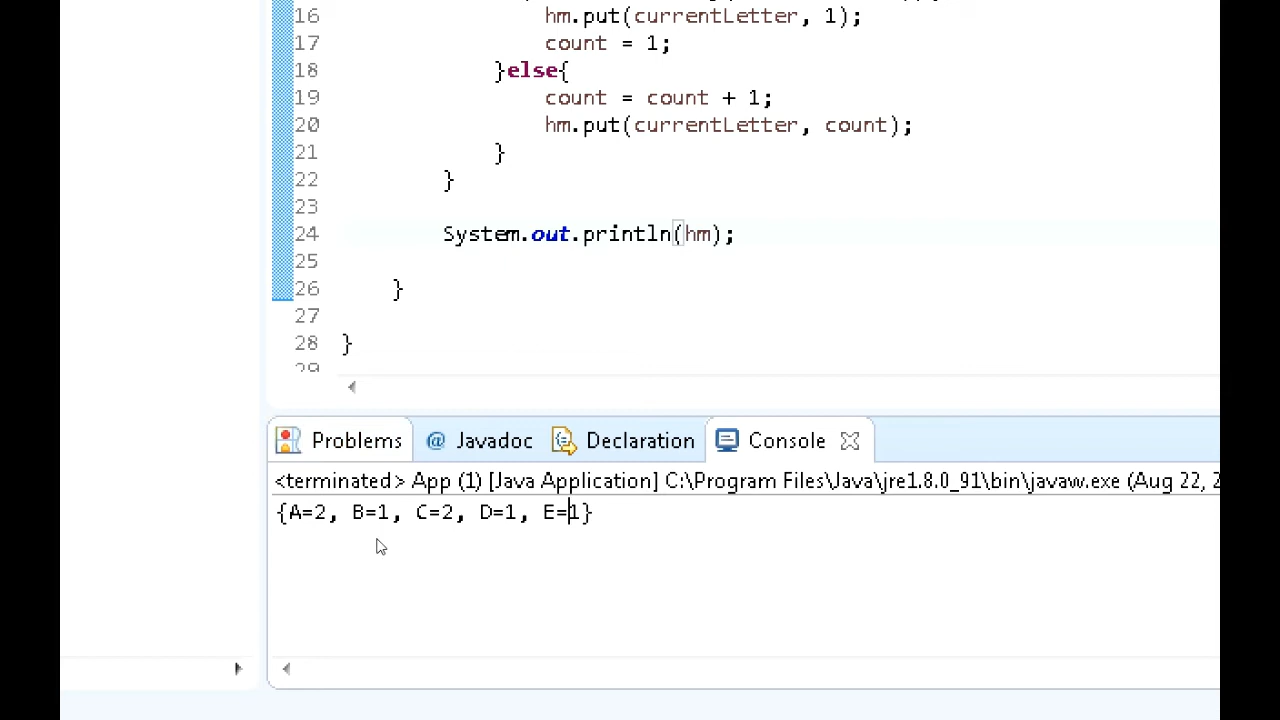 16 hm.put(currentLetter, 1);
17 count = 1;
18 }else{
19 count = count + 1;
20 hm.put(currentLetter, count);
21 }
22 }
23
24 System.out.println(hm);
25
26 }
27
28 }
29
Problems @ Javadoc Declaration Console
<terminated> App (1) [Java Application] C:\Program Files\Java\jre1.8.0_91\bin\javaw.exe (Aug 22, 2
{A=2, B=1, C=2, D=1, E=1}